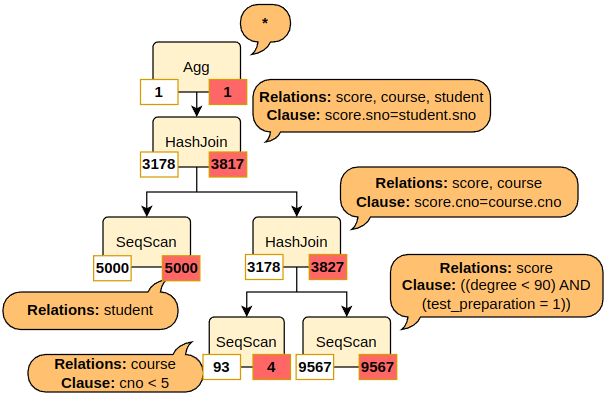 *
Agg
1 1
Relations: score, course, student
Clause: score.sno=student.sno
HashJoin
3178 3817
Relations: score, course
Clause: score.cno=course.cno
SeqScan
5000 5000
HashJoin
3178 3827
Relations: student
Relations: score
Clause: ((degree < 90) AND
(test_preparation = 1))
SeqScan
93 4
SeqScan
9567 9567
Relations: course
Clause: cno < 5